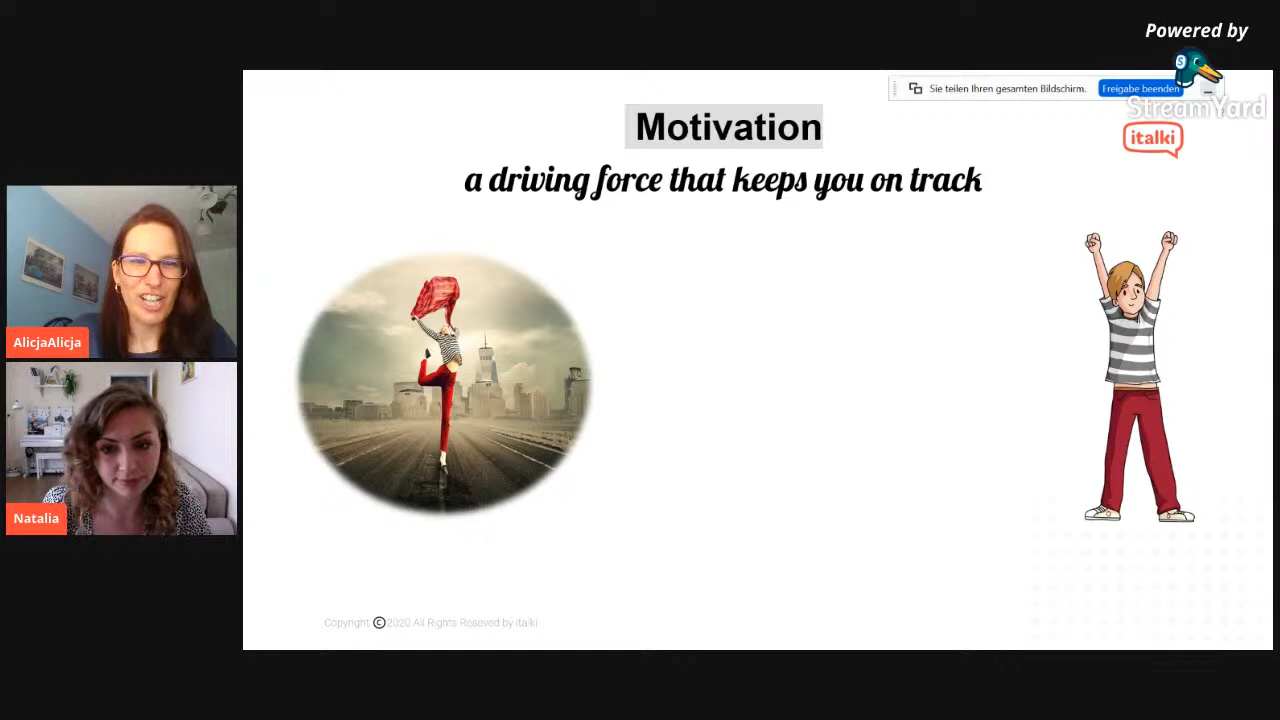 Powered by
StreamYard
Sie teilen Ihren gesamten Bildschirm. Freigabe beenden
italki
Motivation
a driving force that keeps you on track
AlicjaAlicja
Natalia
Copyright © 2020 All Rights Reseved by italki